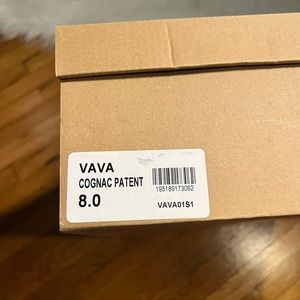 VAVA
COGNAC PATENT
8.0
195189173062
VAVA01S1